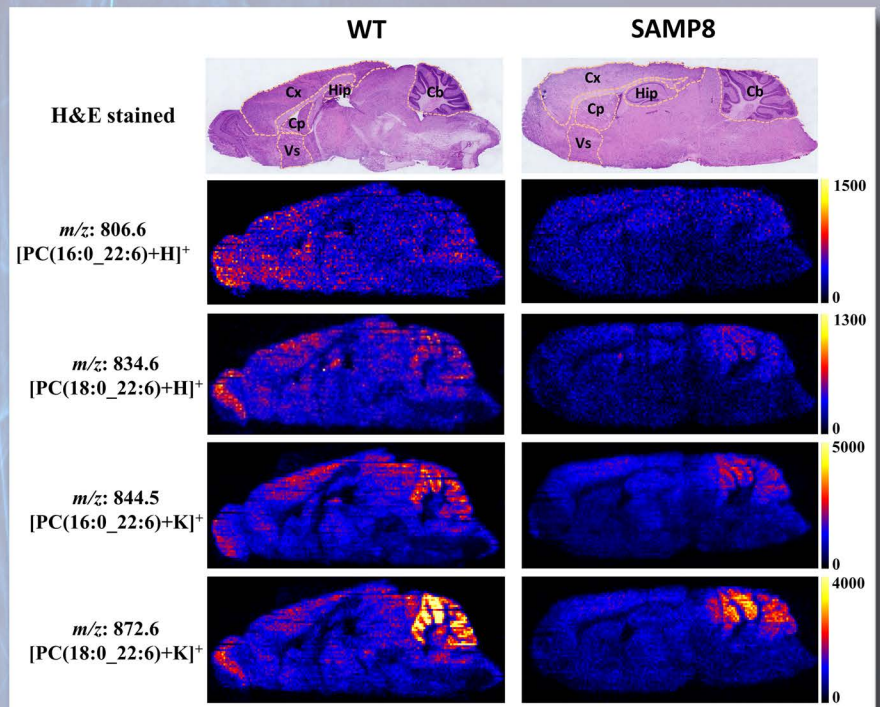 WT SAMP8
H&E stained
Cx Hip Cb Cp Vs
Cx Hip Cb Cp Vs
m/z: 806.6
[PC(16:0_22:6)+H]+
1500
0
m/z: 834.6
[PC(18:0_22:6)+H]+
1300
0
m/z: 844.5
[PC(16:0_22:6)+K]+
5000
0
m/z: 872.6
[PC(18:0_22:6)+K]+
4000
0